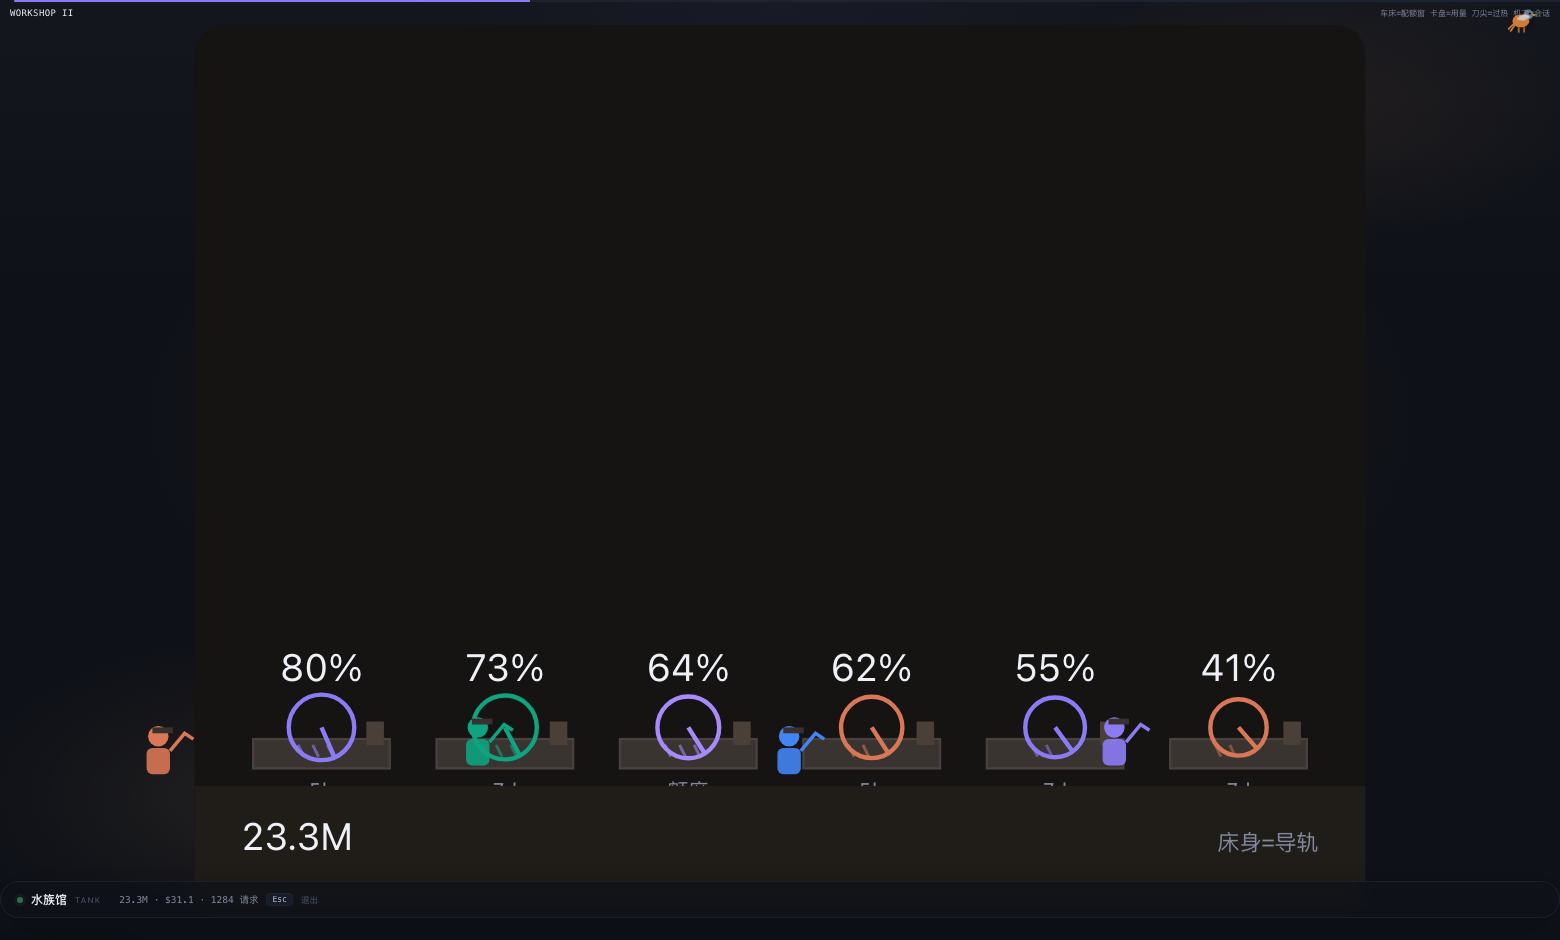 WORKSHOP II
车床=配额窗 卡盘=用量 刀尖=过热
80% 73% 64% 62% 55% 41%
23.3M
床身=导轨
水族馆 TANK 23.3M · $31.1 · 1284 请求 Esc 退出